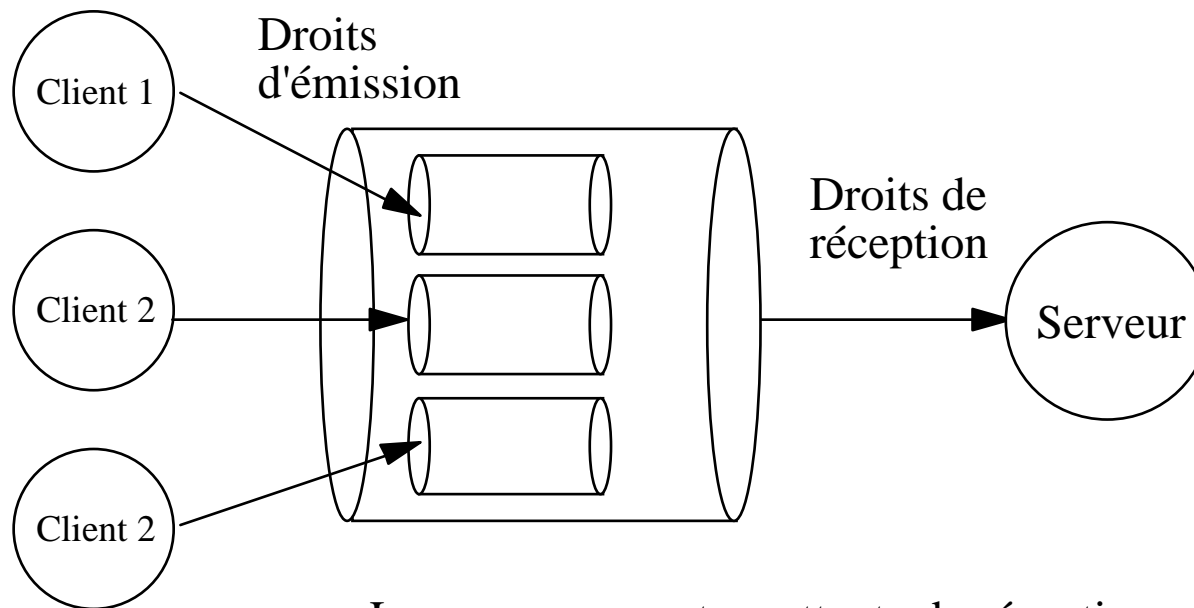 Droits
d'émission
Client 1
Droits de
réception
Client 2
Serveur
Client 2